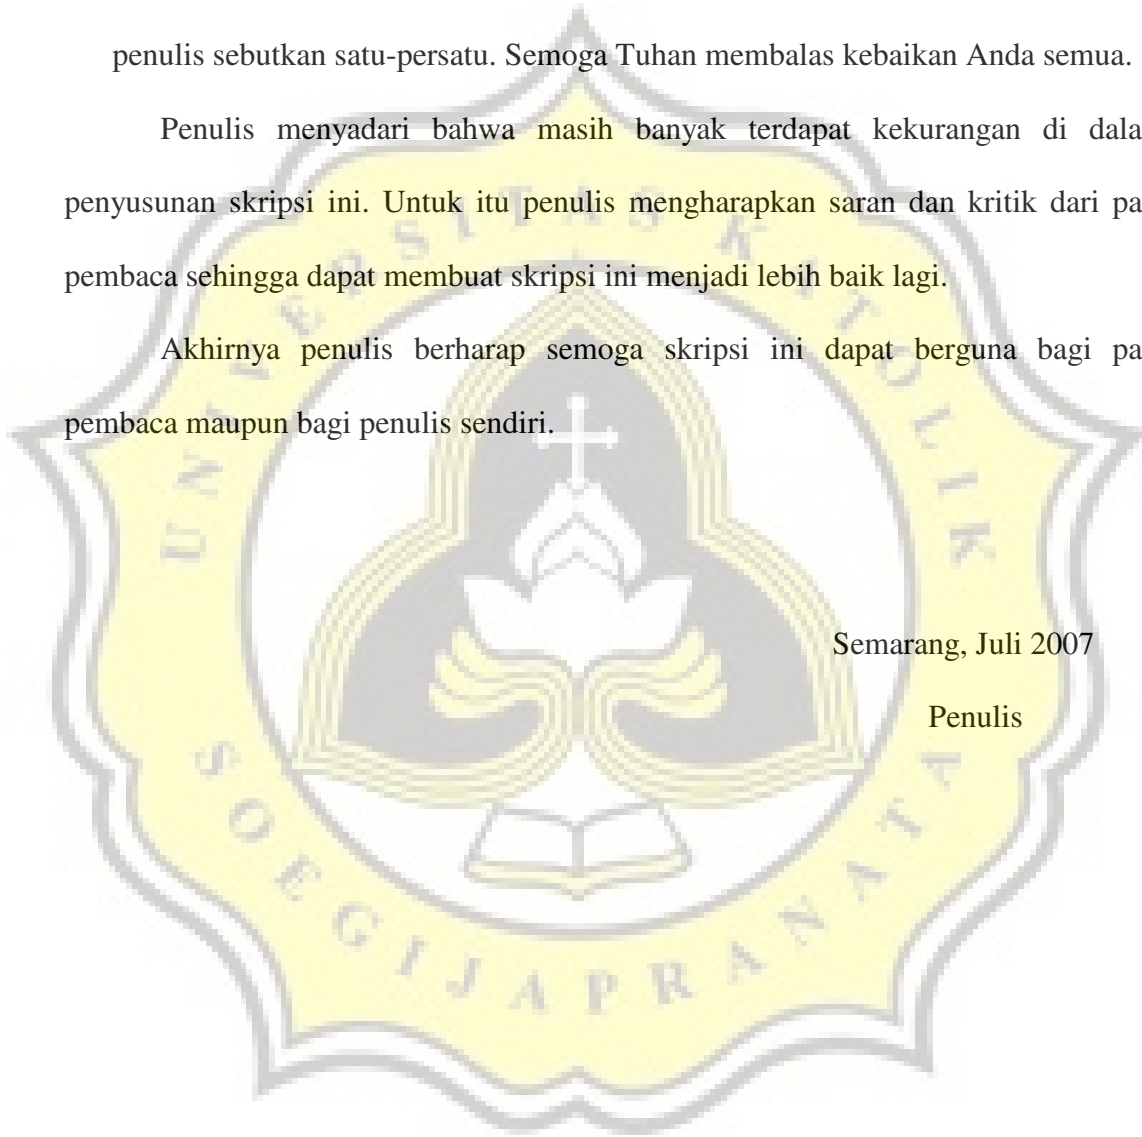 penulis sebutkan satu-persatu. Semoga Tuhan membalas kebaikan Anda semua.
Penulis menyadari bahwa masih banyak terdapat kekurangan di dala
penyusunan skripsi ini. Untuk itu penulis mengharapkan saran dan kritik dari pa
pembaca sehingga dapat membuat skripsi ini menjadi lebih baik lagi.
Akhirnya penulis berharap semoga skripsi ini dapat berguna bagi pa
pembaca maupun bagi penulis sendiri.
Semarang, Juli 2007
Penulis
UNIVERSITAS KATOLIK
SOEGIJAPRANATA